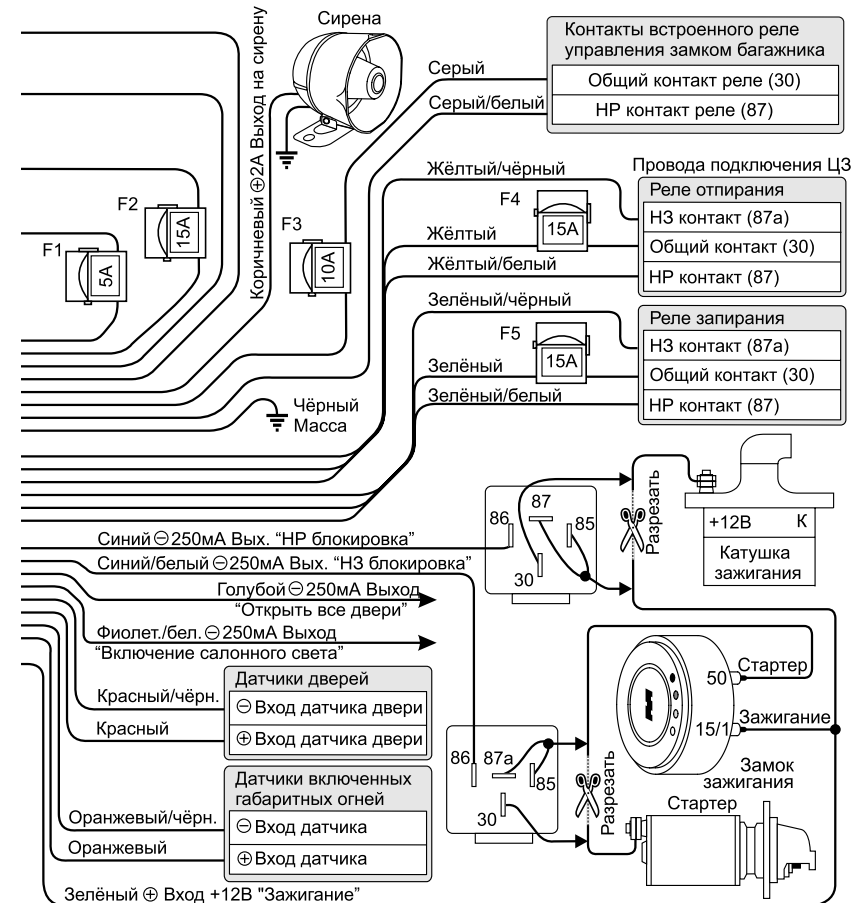 Сирена
Контакты встроенного реле
управления замком багажника
Общий контакт реле (30)
НР контакт реле (87)
Серый
Серый/белый
Коричневый ⊕2А Выход на сирену
Провода подключения ЦЗ
Реле отпирания
НЗ контакт (87а)
Общий контакт (30)
НР контакт (87)
Жёлтый/чёрный
F4
15А
Жёлтый
Жёлтый/белый
F2
15А
F1
5А
F3
10А
Зелёный/чёрный
Реле запирания
НЗ контакт (87а)
Общий контакт (30)
НР контакт (87)
F5
15А
Зелёный
Зелёный/белый
Чёрный
Масса
87
86
85
30
Разрезать
+12В К
Катушка
зажигания
Синий ⊖ 250мА Вых. “НР блокировка”
Синий/белый ⊖ 250мА Вых. “НЗ блокировка”
Голубой ⊖ 250мА Выход
“Открыть все двери”
Фиолет./бел. ⊖ 250мА Выход
“Включение салонного света”
50
Стартер
15/1
Зажигание
Замок
зажигания
Датчики дверей
Красный/чёрн.
⊖ Вход датчика двери
Красный
⊕ Вход датчика двери
86
87а
85
30
Разрезать
Стартер
Датчики включенных
габаритных огней
Оранжевый/чёрн.
⊖ Вход датчика
Оранжевый
⊕ Вход датчика
Зелёный ⊕ Вход +12В "Зажигание”